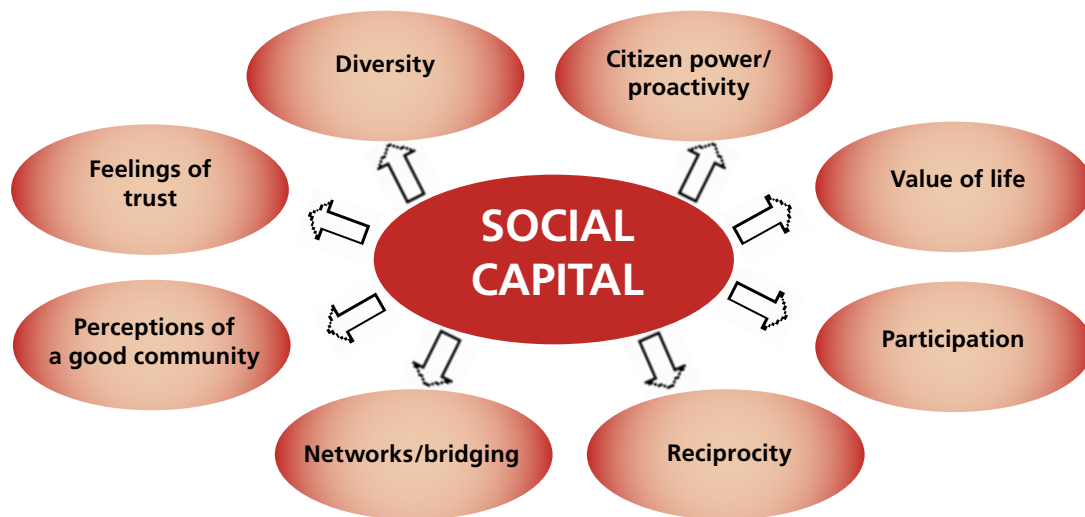 Diversity
Citizen power/
proactivity
Feelings of
trust
Value of life
SOCIAL
CAPITAL
Perceptions of
a good community
Participation
Networks/bridging
Reciprocity